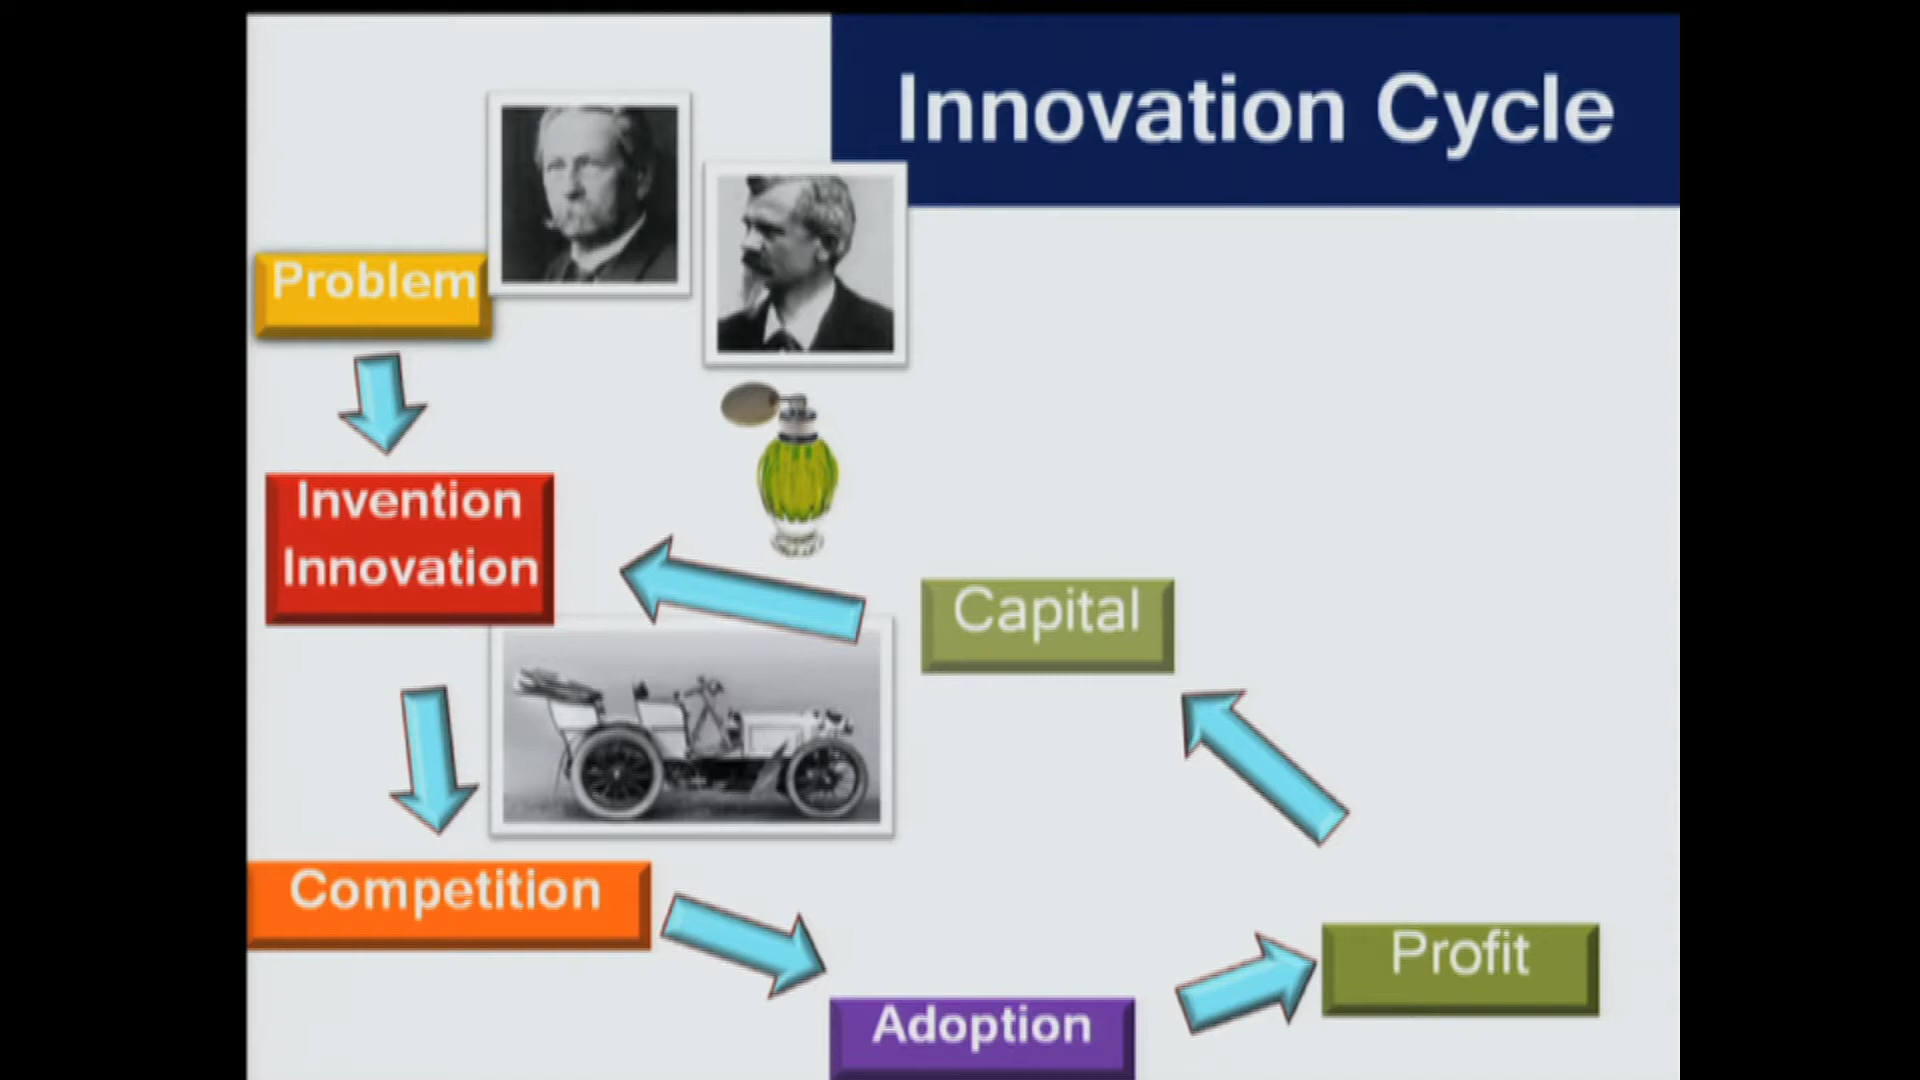 Innovation Cycle
Problem
Invention
Innovation
Capital
Competition
Profit
Adoption